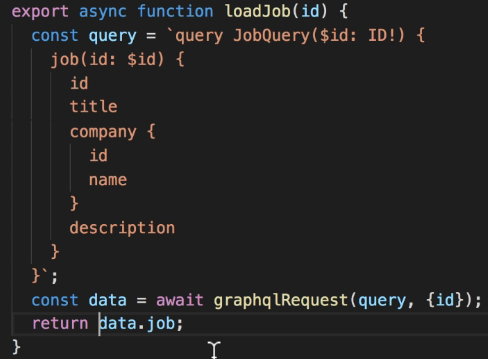 export async function loadJob(id) {
  const query = `query JobQuery($id: ID!) {
    job(id: $id) {
      id
      title
      company {
        id
        name
      }
      description
    }
  }`;
  const data = await graphqlRequest(query, {id});
  return data.job;
}